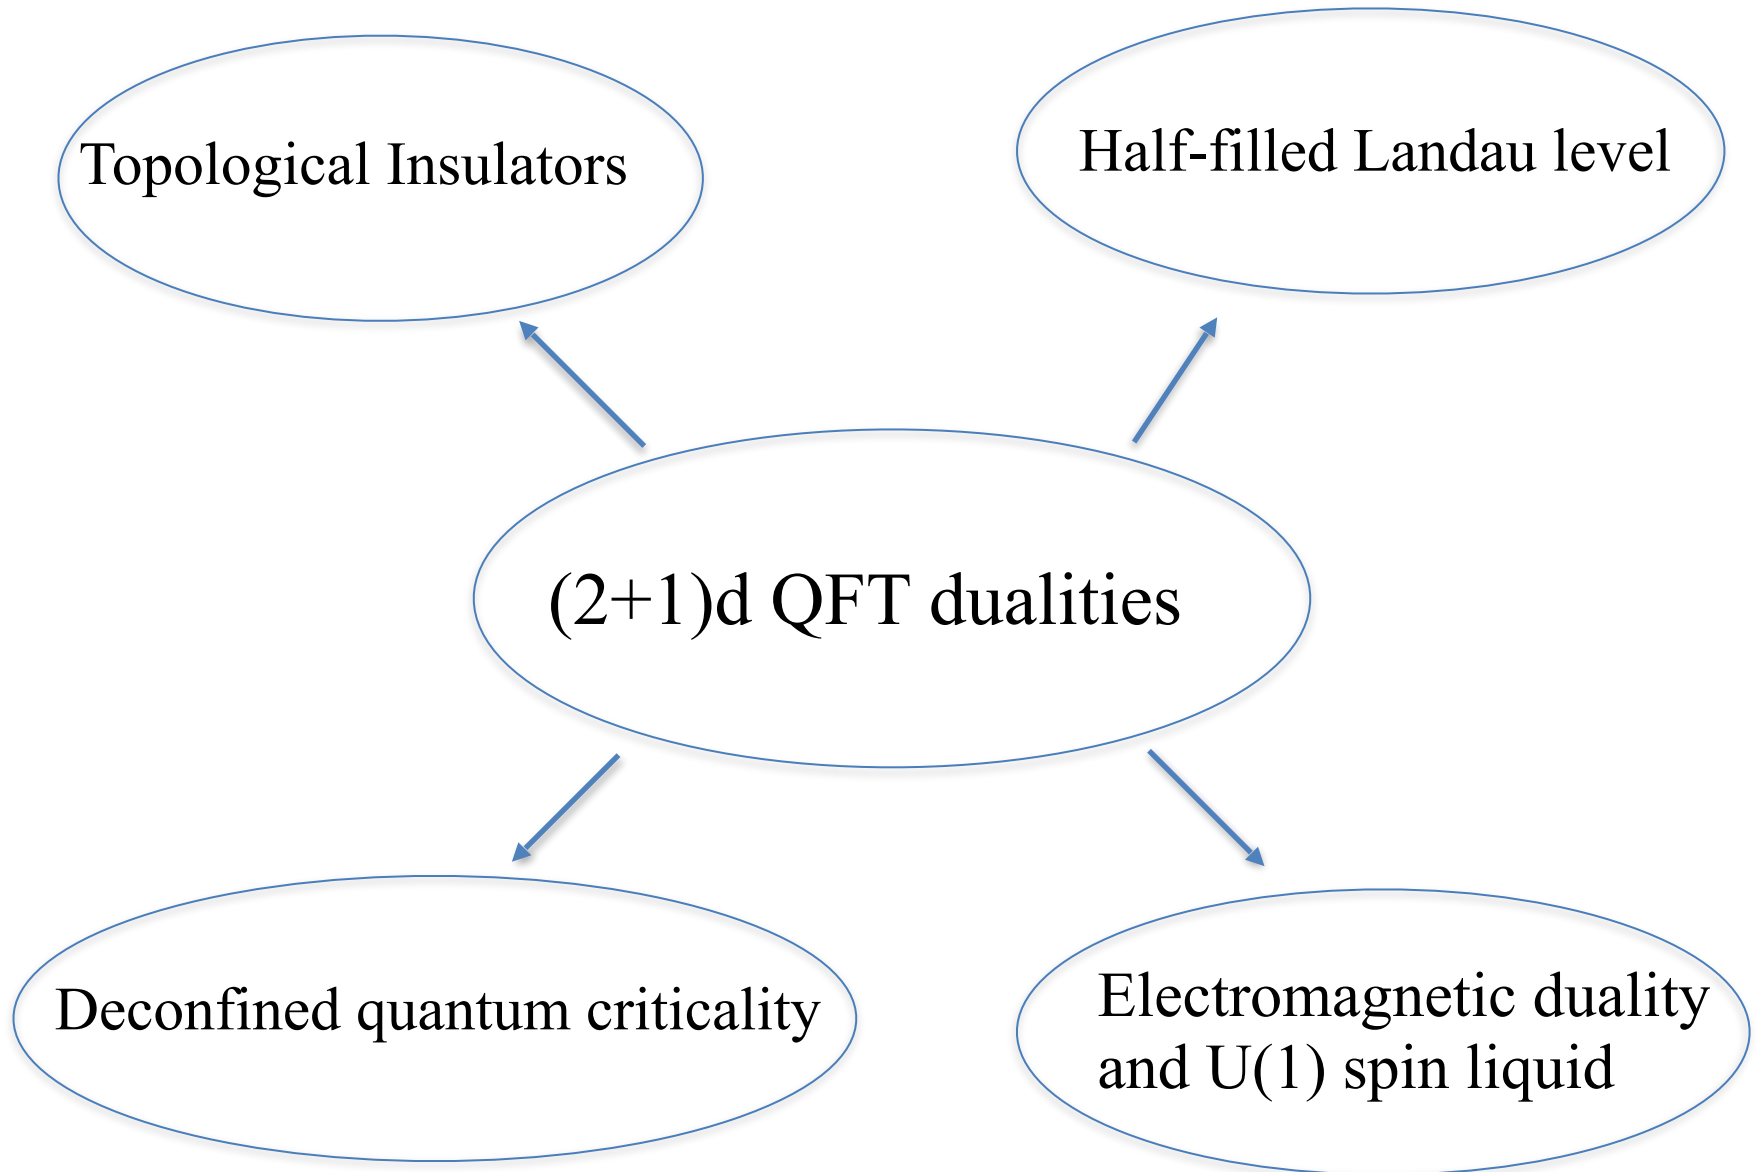 Topological Insulators
Half-filled Landau level
(2+1)d QFT dualities
Deconfined quantum criticality
Electromagnetic duality
and U(1) spin liquid